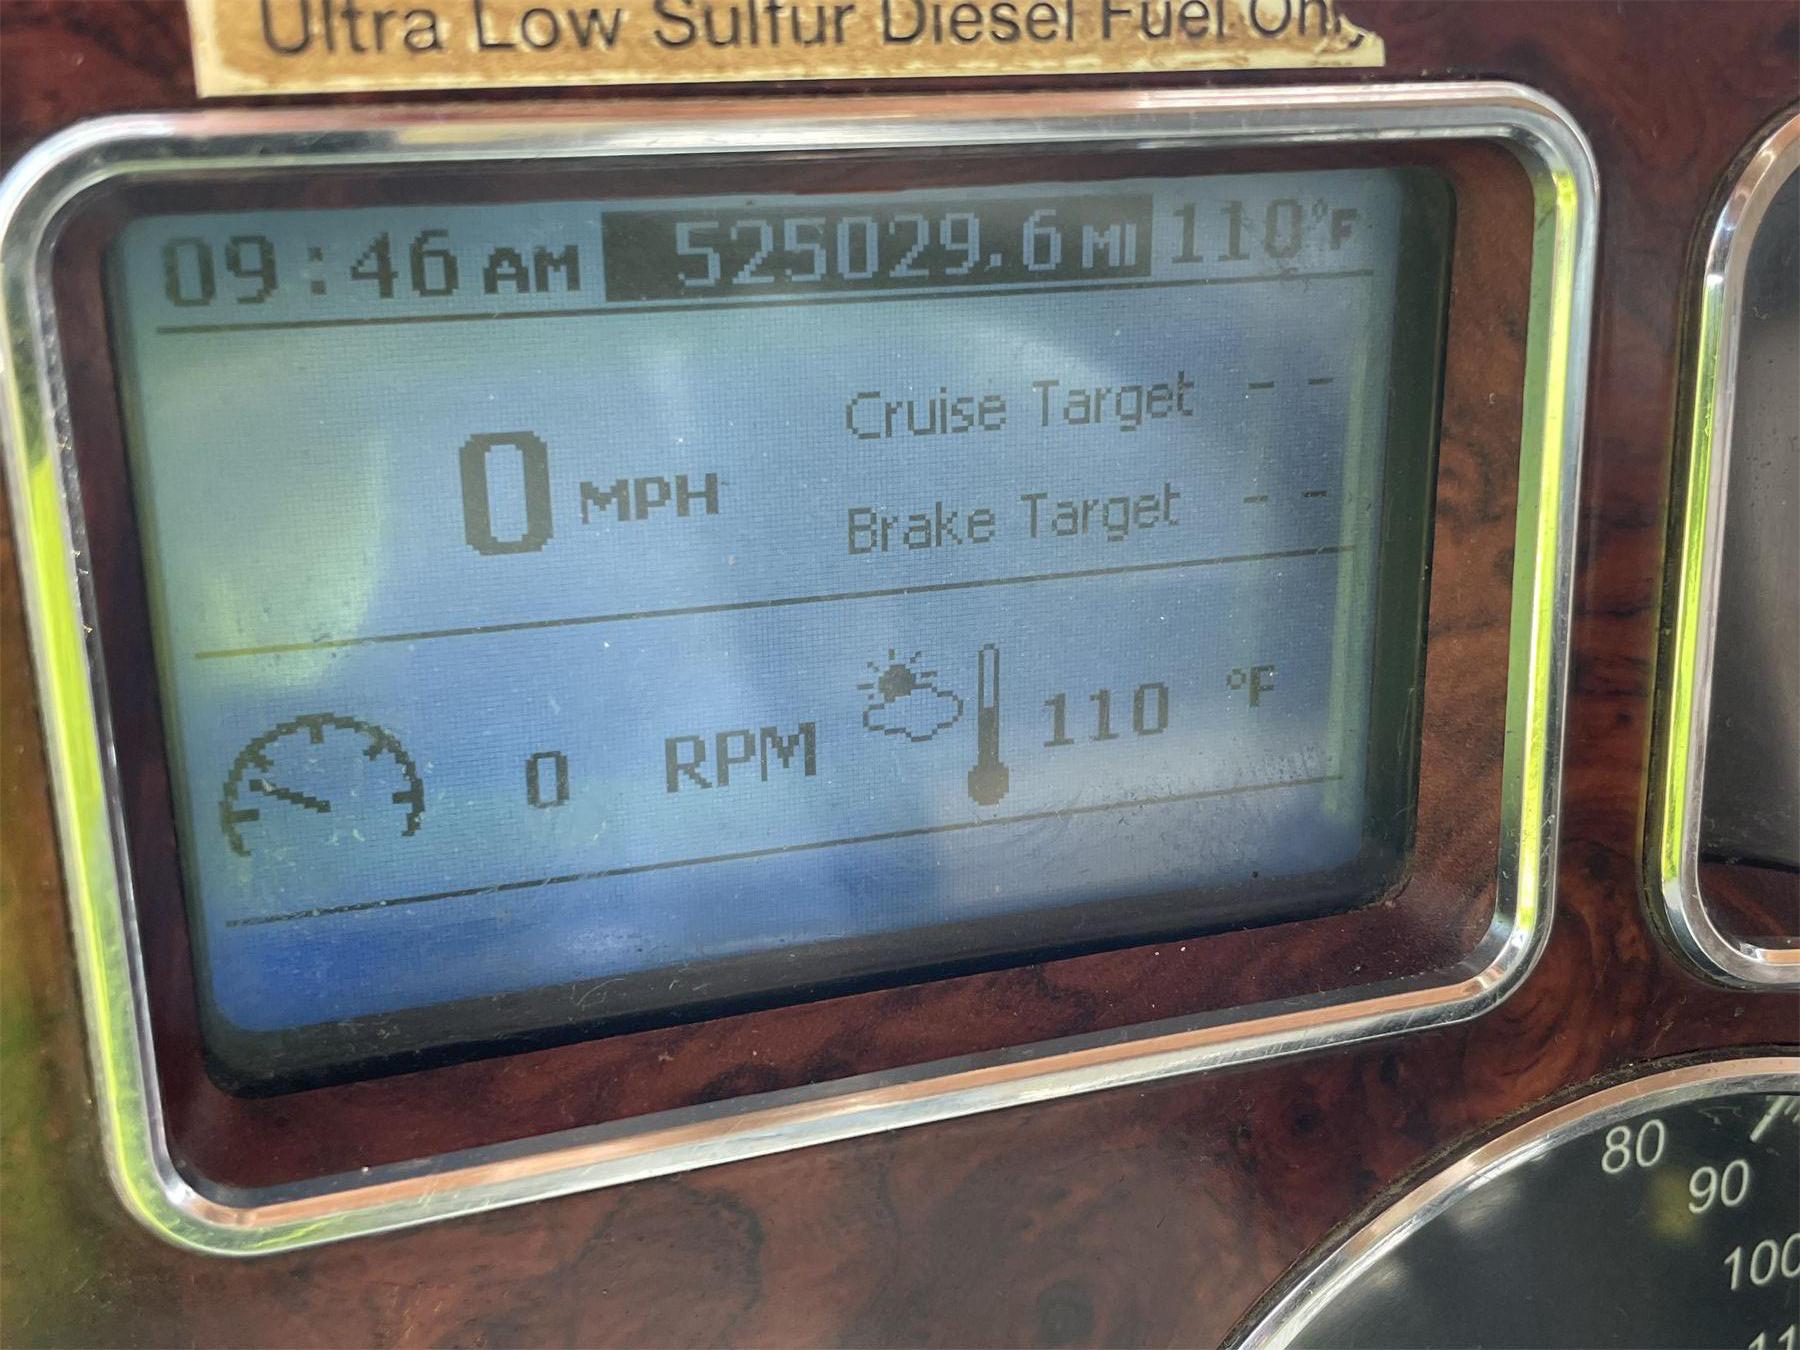 Ultra Low Sulfur Diesel Fuel Only
09:46 AM 525029.6 MI 110°F
Cruise Target - -
0 MPH
Brake Target - -
0 RPM 110 °F
80
90
100